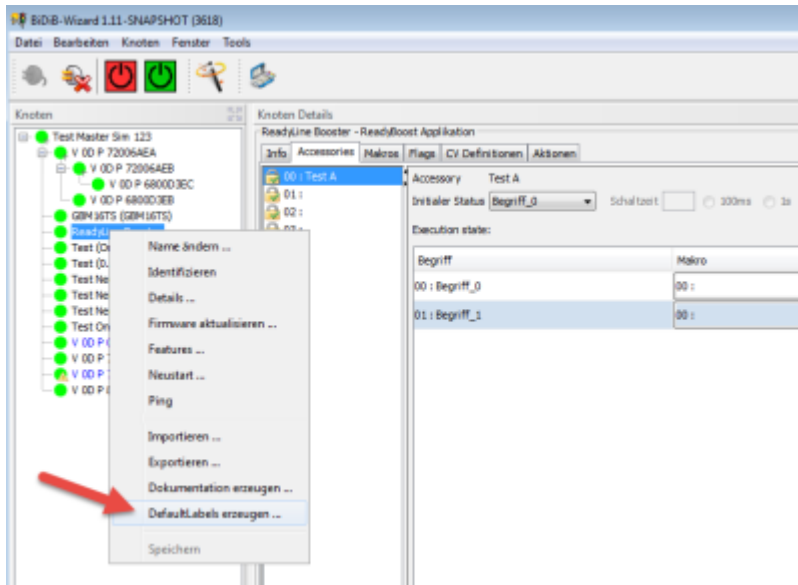 BiDiB-Wizard 1.11-SNAPSHOT (3618)
Datei Bearbeiten Knoten Fenster Tools
Knoten
Knoten Details
Test Master Sim 123
V 0D P 72006AEA
V 0D P 72006AEB
V 0D P 6800D3EC
V 0D P 6800D3EB
GBM16TS (GBM16TS)
Test
Test
Test Ne
Test Ne
Test Ne
Test On
V 0D P
V 0D P
V 0D P
V 0D P
Name ändern ...
Identifizieren
Details ...
Firmware aktualisieren ...
Features ...
Neustart ...
Ping
Importieren ...
Exportieren ...
Dokumentation erzeugen ...
DefaultLabels erzeugen ...
Speichern
ReadyLine Booster - ReadyBoost Applikation
Info Accessories Makros Flags CV Definitionen Aktionen
00 : Test A
01 :
02 :
Accessory Test A
Initialer Status Begriff_0 Schaltzeit 100ms 1s
Execution state:
Begriff Makro
00 : Begriff_0 00 :
01 : Begriff_1 00 :